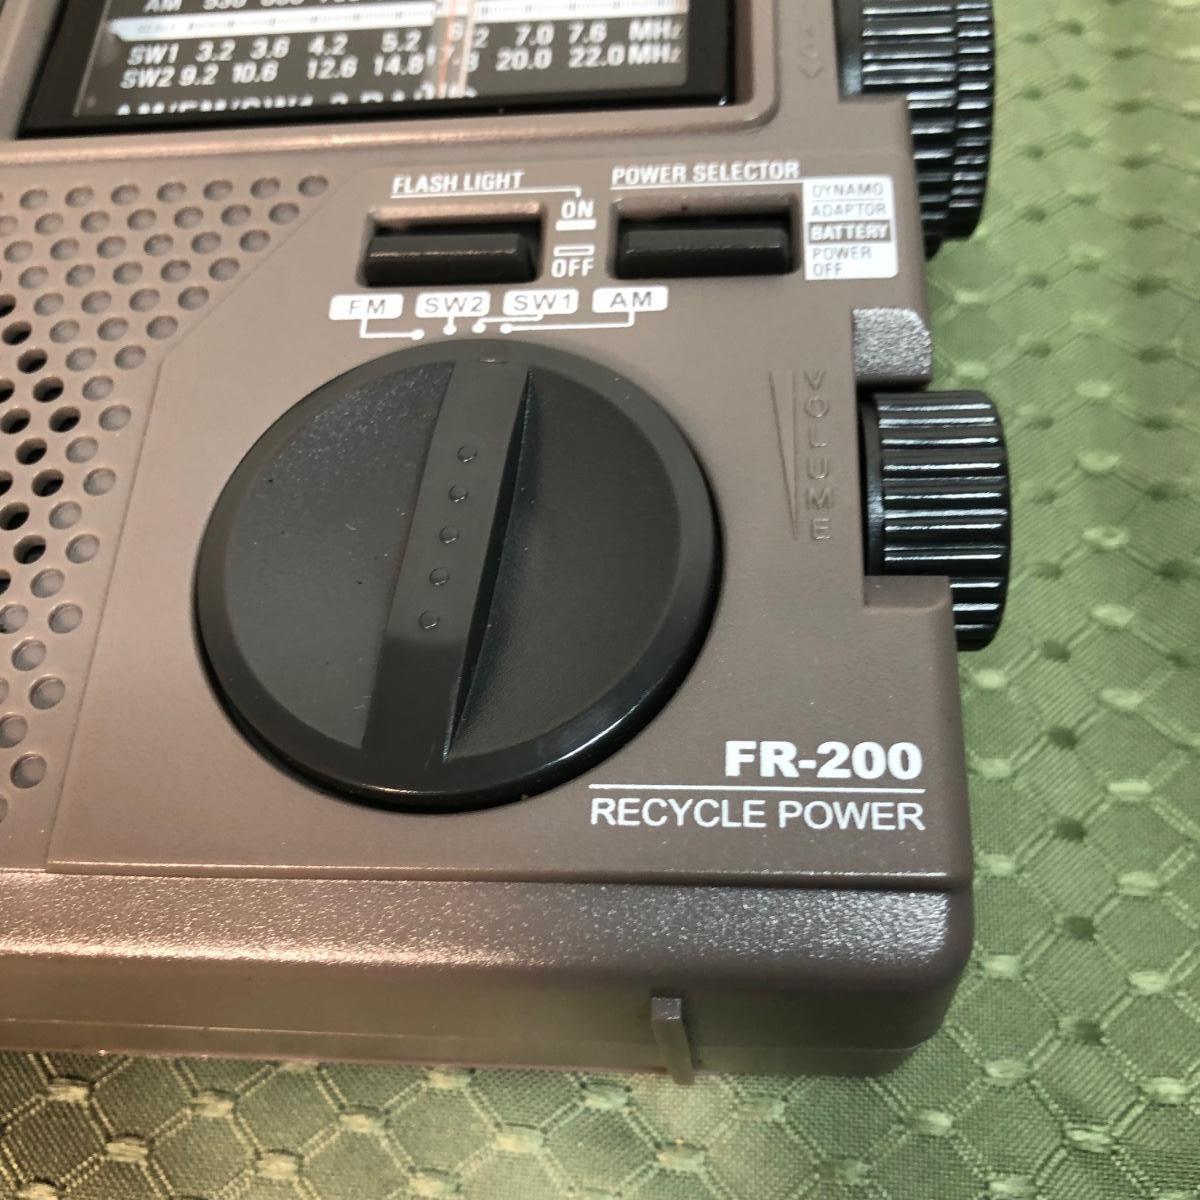 AM 530
SW1 3.2 3.6 4.2 5.2 7.0 7.6 MHz
SW2 9.2 10.6 12.6 14.8 20.0 22.0 MHz
FLASH LIGHT
ON
OFF
POWER SELECTOR
DYNAMO
ADAPTOR
BATTERY
POWER
OFF
FM SW2 SW1 AM
VOLUME
FR-200
RECYCLE POWER